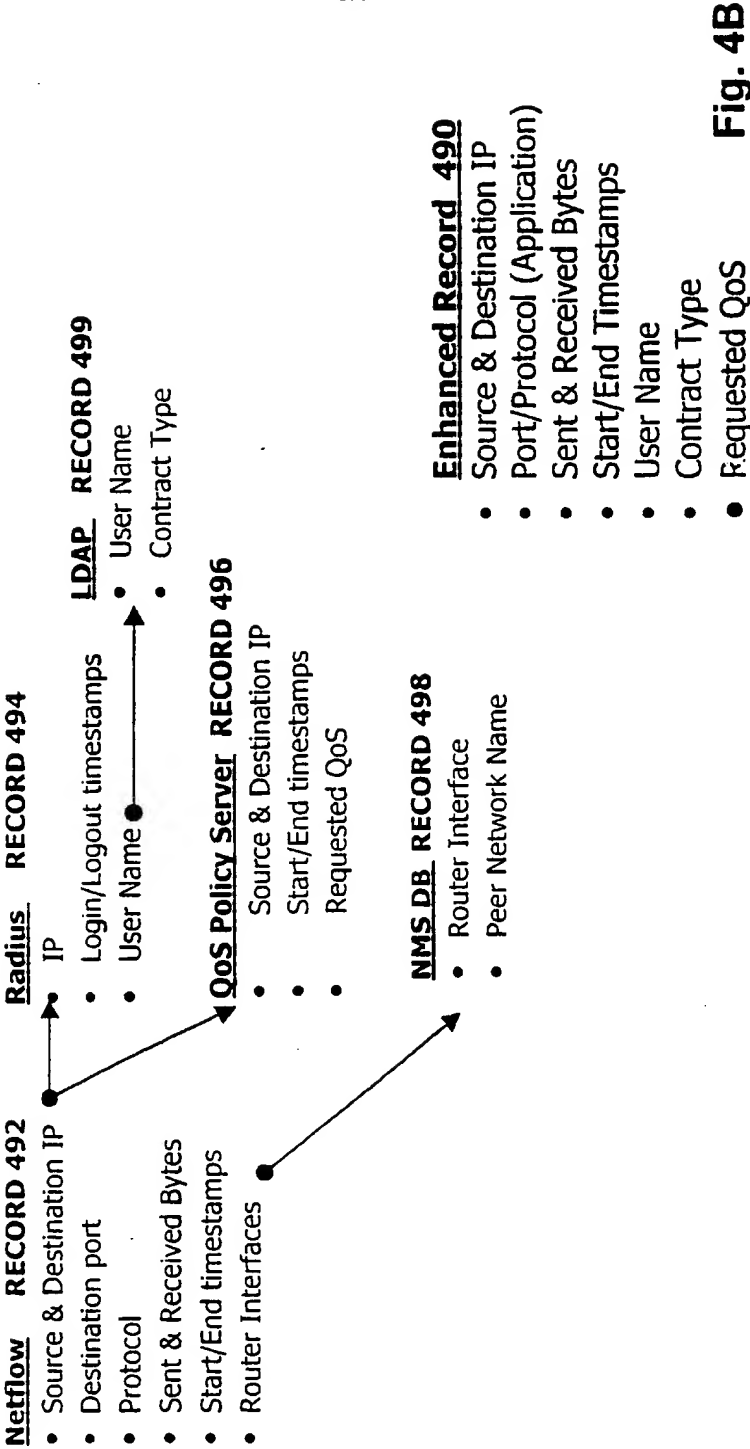 Netflow RECORD 492
• Source & Destination IP
• Destination port
• Protocol
• Sent & Received Bytes
• Start/End timestamps
• Router Interfaces
Radius RECORD 494
• IP
• Login/Logout timestamps
• User Name
LDAP RECORD 499
• User Name
• Contract Type
QoS Policy Server RECORD 496
• Source & Destination IP
• Start/End timestamps
• Requested QoS
NMS DB RECORD 498
• Router Interface
• Peer Network Name
Enhanced Record 490
• Source & Destination IP
• Port/Protocol (Application)
• Sent & Received Bytes
• Start/End Timestamps
• User Name
• Contract Type
• Requested QoS
Fig. 4B